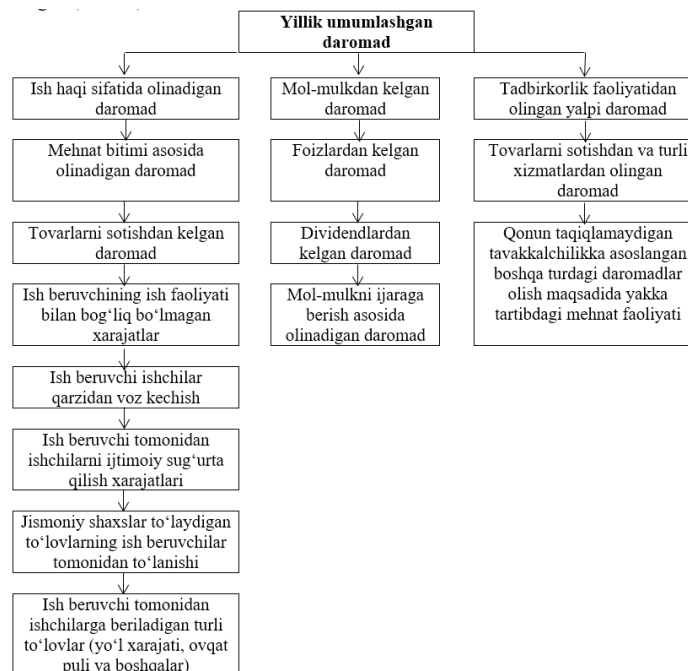 Yillik umumlashgan
daromad
Ish haqi sifatida olinadigan
daromad
Mehnat bitimi asosida
olinadigan daromad
Tovarlarni sotishdan kelgan
daromad
Ish beruvchining ish faoliyati
bilan bog‘liq bo‘lmagan
xarajatlar
Ish beruvchi ishchilar
qarzidan voz kechish
Ish beruvchi tomonidan
ishchilarni ijtimoiy sug‘urta
qilish xarajatlari
Jismoniy shaxslar to‘laydigan
to‘lovlarning ish beruvchilar
tomonidan to‘lanishi
Ish beruvchi tomonidan
ishchilarga beriladigan turli
to‘lovlar (yo‘l xarajati, ovqat
puli va boshqalar)
Mol-mulkdan kelgan
daromad
Foizlardan kelgan
daromad
Dividendlardan
kelgan daromad
Mol-mulkni ijaraga
berish asosida
olinadigan daromad
Tadbirkorlik faoliyatidan
olingan yalpi daromad
Tovarlarni sotishdan va turli
xizmatlardan olingan
daromad
Qonun taqiqlamaydigan
tavakkalchilikka asoslangan
boshqa turdagi daromadlar
olish maqsadida yakka
tartibdagi mehnat faoliyati